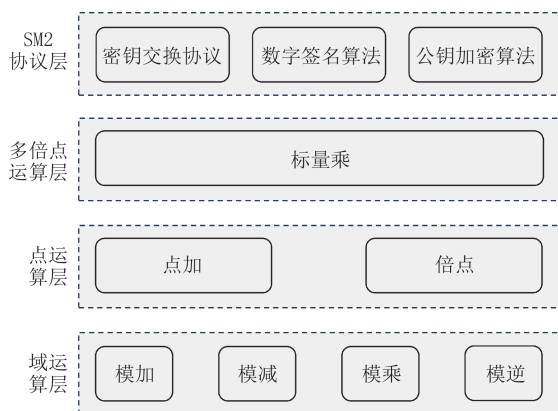 SM2
协议层
密钥交换协议 数字签名算法 公钥加密算法
多倍点
运算层
标量乘
点运
算层
点加 倍点
域运
算层
模加 模减 模乘 模逆